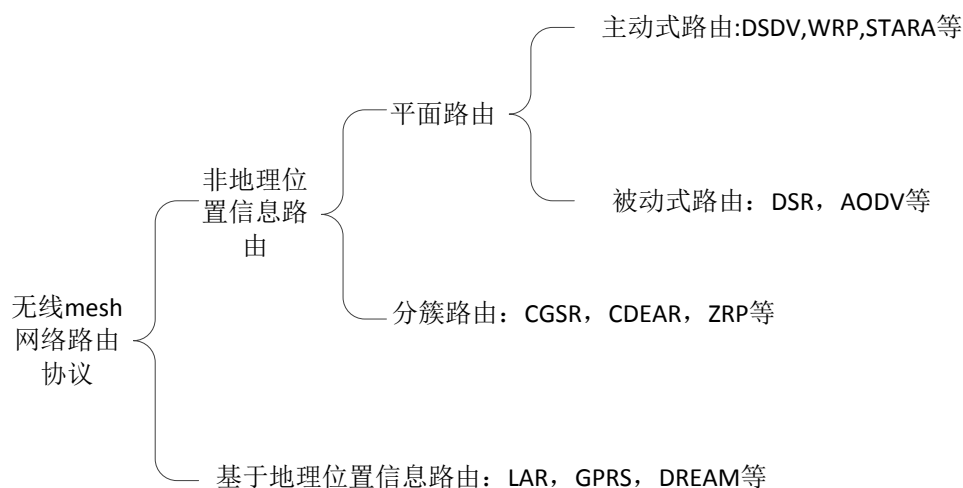 主动式路由:DSDV,WRP,STARA等
平面路由
被动式路由：DSR，AODV等
非地理位
置信息路
由
分簇路由：CGSR，CDEAR，ZRP等
无线mesh
网络路由
协议
基于地理位置信息路由：LAR，GPRS，DREAM等